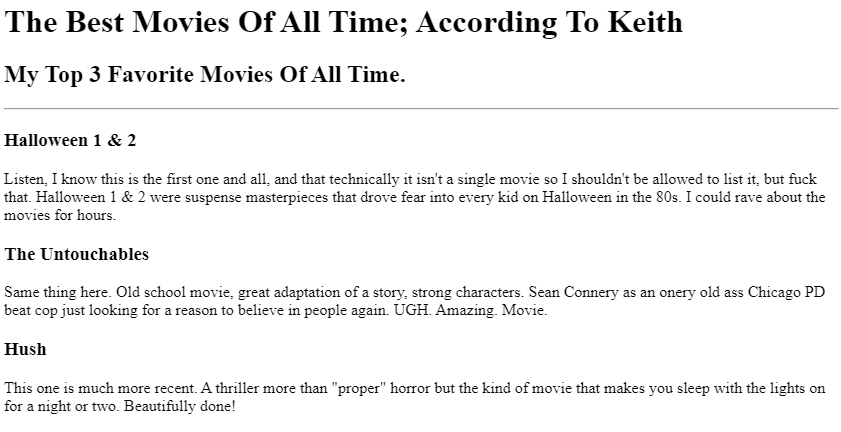 The Best Movies Of All Time; According To Keith
My Top 3 Favorite Movies Of All Time.
Halloween 1 & 2
Listen, I know this is the first one and all, and that technically it isn't a single movie so I shouldn't be allowed to list it, but fuck
that. Halloween 1 & 2 were suspense masterpieces that drove fear into every kid on Halloween in the 80s. I could rave about the
movies for hours.
The Untouchables
Same thing here. Old school movie, great adaptation of a story, strong characters. Sean Connery as an onery old ass Chicago PD
beat cop just looking for a reason to believe in people again. UGH. Amazing. Movie.
Hush
This one is much more recent. A thriller more than "proper" horror but the kind of movie that makes you sleep with the lights on
for a night or two. Beautifully done!